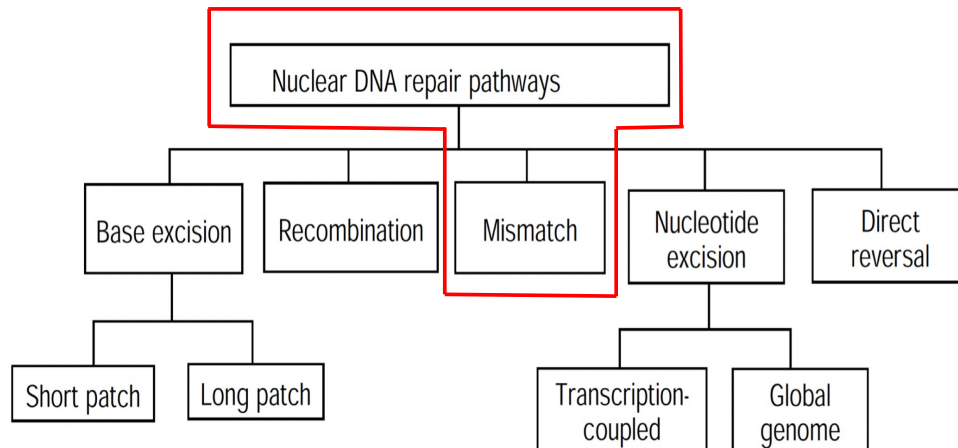 Nuclear DNA repair pathways
Base excision
Recombination
Mismatch
Nucleotide
excision
Direct
reversal
Short patch
Long patch
Transcription-
coupled
Global
genome